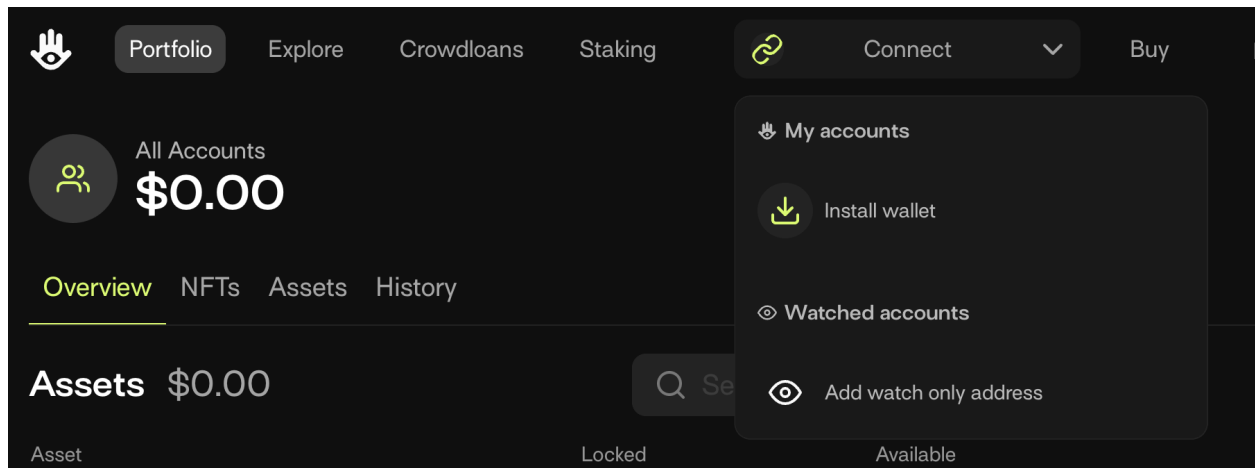 Portfolio Explore Crowdloans Staking Connect Buy
My accounts
Install wallet
Watched accounts
Add watch only address
All Accounts
$0.00
Overview NFTs Assets History
Assets $0.00
Asset Locked Available